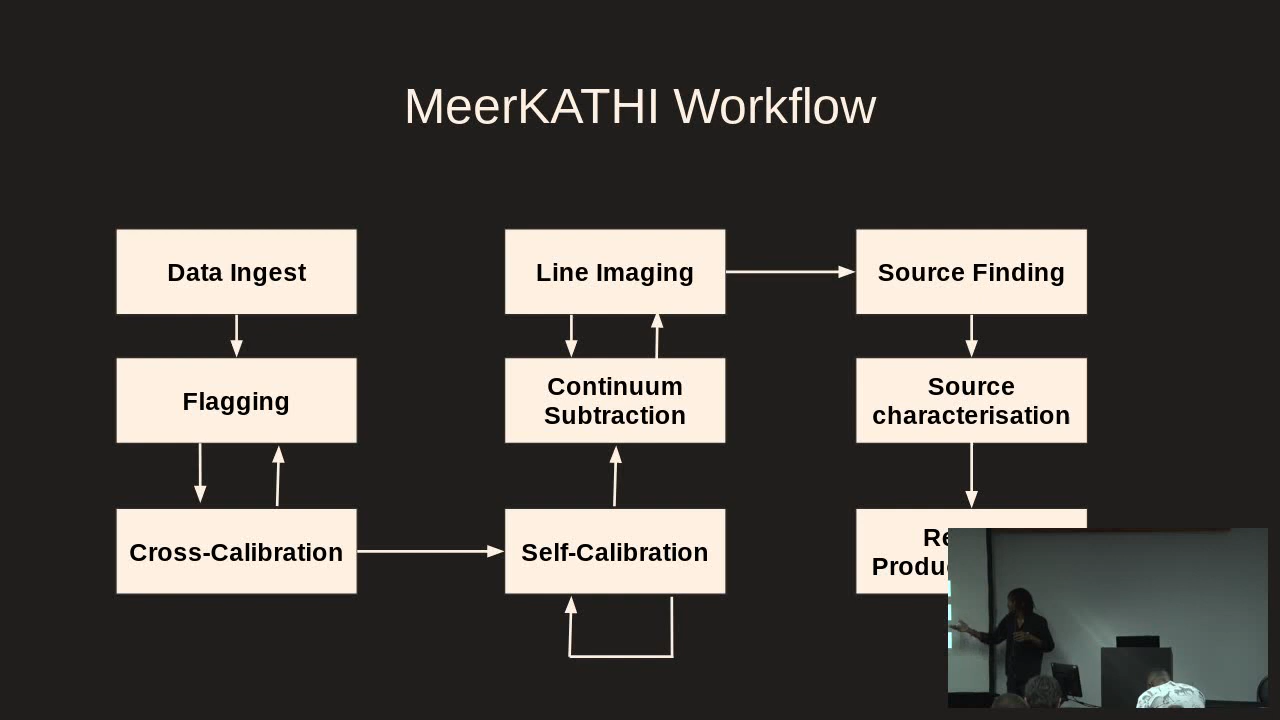 MeerKATHI Workflow
Data Ingest
Flagging
Cross-Calibration
Line Imaging
Continuum
Subtraction
Self-Calibration
Source Finding
Source
characterisation